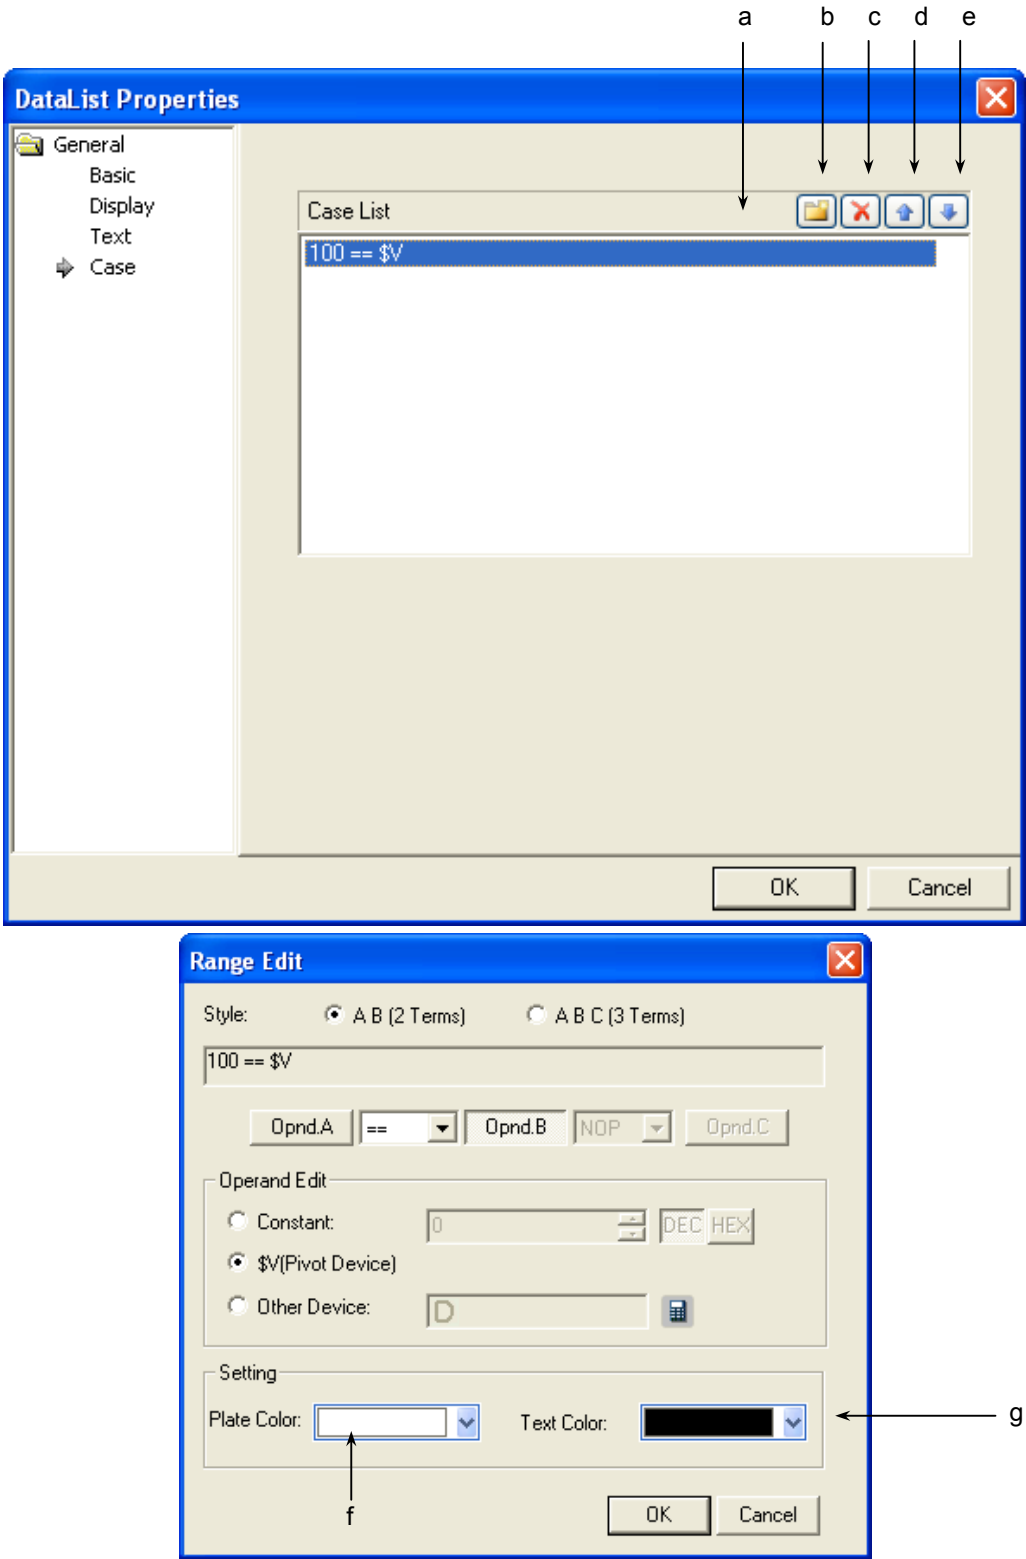 a b c d e
DataList Properties
General
Basic
Display
Text
Case
Case List
100 == $V
OK Cancel
Range Edit
Style: A B (2 Terms) A B C (3 Terms)
100 == $V
Opnd.A == Opnd.B NOP Opnd.C
Operand Edit
Constant: 0 DEC HEX
$V(Pivot Device)
Other Device: D
Setting
Plate Color: Text Color: g
f
OK Cancel